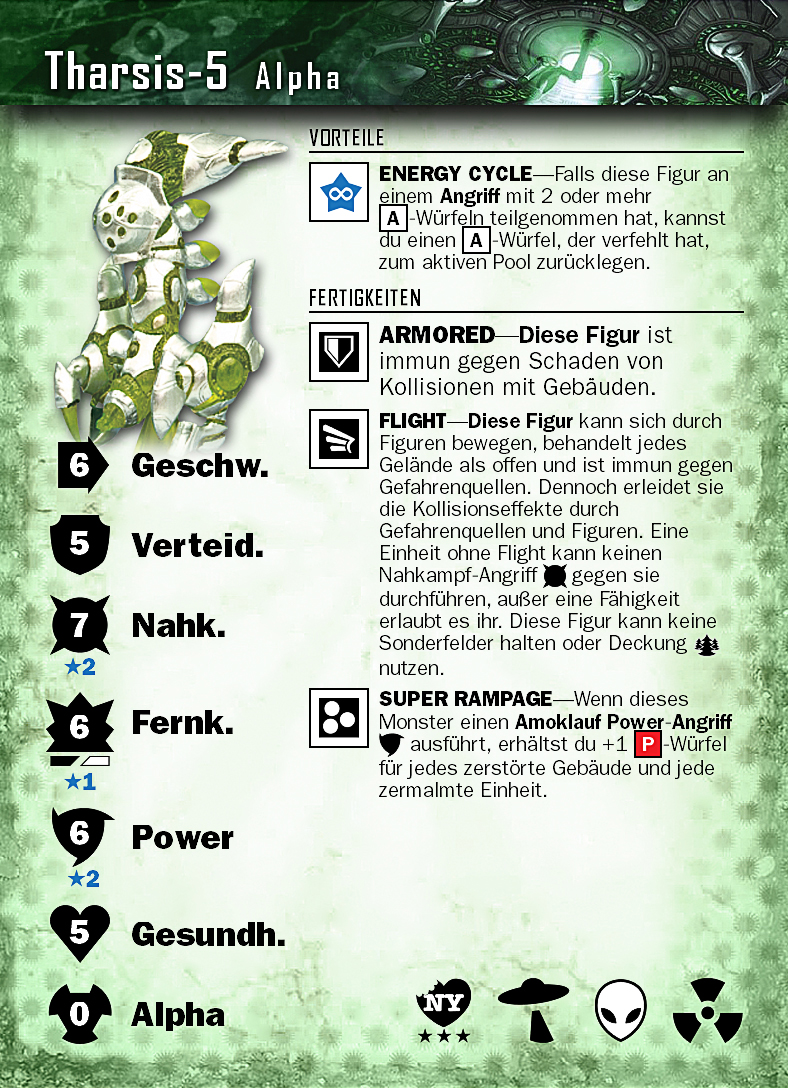 Tharsis-5 Alpha
VORTEILE
ENERGY CYCLE—Falls diese Figur an
einem Angriff mit 2 oder mehr
A-Würfeln teilgenommen hat, kannst
du einen A-Würfel, der verfehlt hat,
zum aktiven Pool zurücklegen.
FERTIGKEITEN
ARMORED—Diese Figur ist
immun gegen Schaden von
Kollisionen mit Gebäuden.
FLIGHT—Diese Figur kann sich durch
Figuren bewegen, behandelt jedes
Gelände als offen und ist immun gegen
Gefahrenquellen. Dennoch erleidet sie
die Kollisionseffekte durch
Gefahrenquellen und Figuren. Eine
Einheit ohne Flight kann keinen
Nahkampf-Angriff gegen sie
durchführen, außer eine Fähigkeit
erlaubt es ihr. Diese Figur kann keine
Sonderfelder halten oder Deckung
nutzen.
SUPER RAMPAGE—Wenn dieses
Monster einen Amoklauf Power-Angriff
ausführt, erhältst du +1 P-Würfel
für jedes zerstörte Gebäude und jede
zermalmte Einheit.
6 Geschw.
5 Verteid.
7 Nahk.
★2
6 Fernk.
★1
6 Power
★2
5 Gesundh.
0 Alpha
NY
★★★